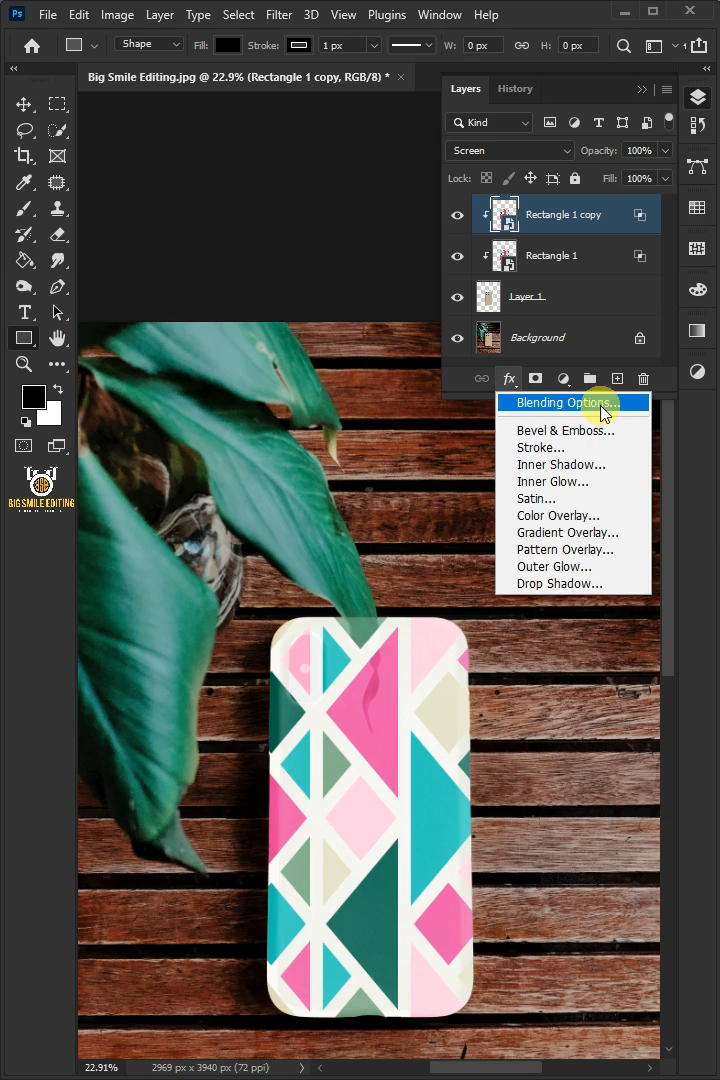 Ps File Edit Image Layer Type Select Filter 3D View Plugins Window Help
Shape Fill: Stroke: 1 px W: 0 px H: 0 px
Big Smile Editing.jpg @ 22.9% (Rectangle 1 copy, RGB/8) *
Layers History
Kind
Screen Opacity: 100%
Lock: Fill: 100%
Rectangle 1 copy
Rectangle 1
Layer 1
Background
fx
Blending Options...
Bevel & Emboss...
Stroke...
Inner Shadow...
Inner Glow...
Satin...
Color Overlay...
Gradient Overlay...
Pattern Overlay...
Outer Glow...
Drop Shadow...
BIG SMILE EDITING
22.91% 2969 px x 3940 px (72 ppi)